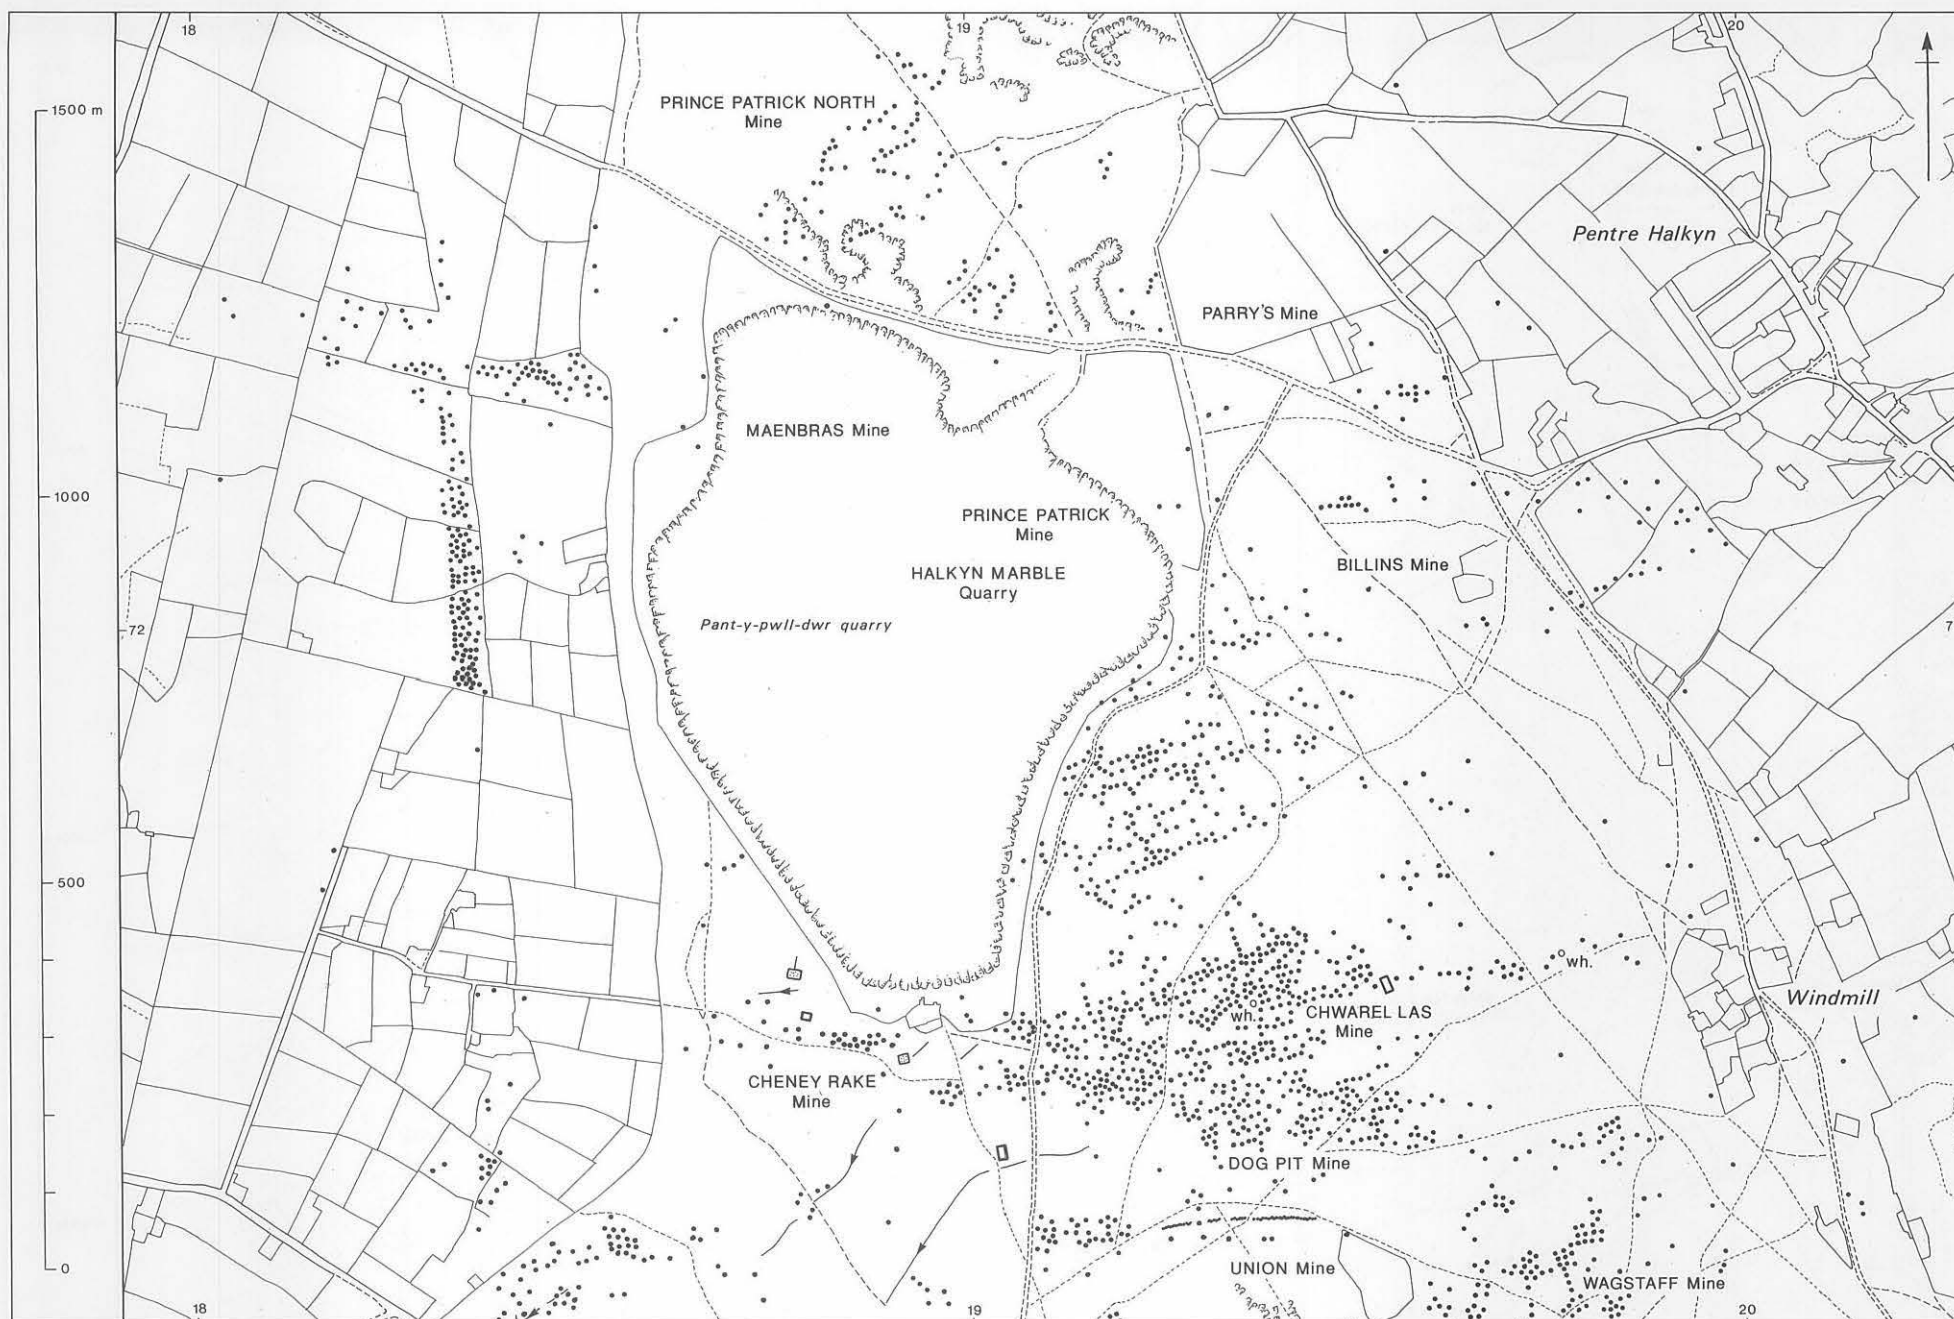 18
19
20
1500 m
PRINCE PATRICK NORTH
Mine
Pentre Halkyn
PARRY'S Mine
MAENBRAS Mine
1000
PRINCE PATRICK
Mine
BILLINS Mine
HALKYN MARBLE
Quarry
72
Pant-y-pwll-dwr quarry
7
500
wh.
Windmill
wh.
CHWAREL LAS
Mine
CHENEY RAKE
Mine
DOG PIT Mine
0
UNION Mine
WAGSTAFF Mine
18
19
20